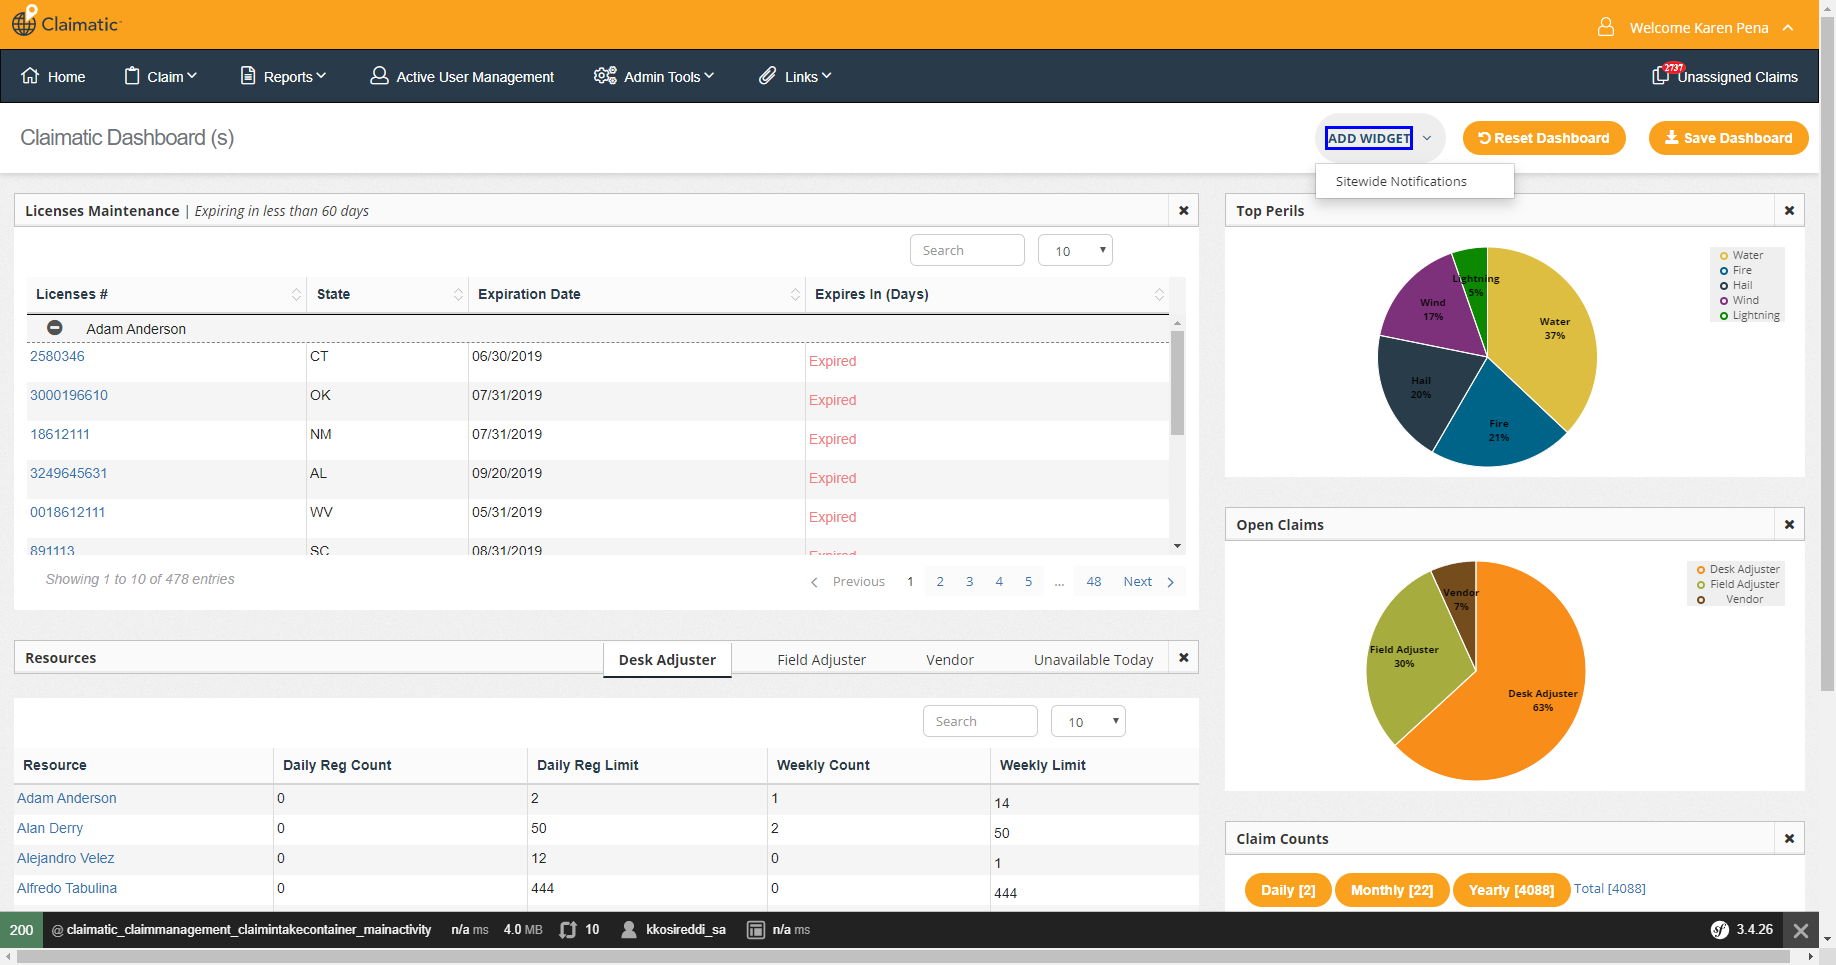 Claimatic
Welcome Karen Pena
Home
Claim
Reports
Active User Management
Admin Tools
Links
2737
Unassigned Claims
Claimatic Dashboard (s)
ADD WIDGET
Reset Dashboard
Save Dashboard
Sitewide Notifications
Licenses Maintenance | Expiring in less than 60 days
Search
10
Licenses # State Expiration Date Expires In (Days)
Adam Anderson
2580346 CT 06/30/2019 Expired
3000196610 OK 07/31/2019 Expired
18612111 NM 07/31/2019 Expired
3249645631 AL 09/20/2019 Expired
0018612111 WV 05/31/2019 Expired
891113 SC 08/31/2019 Expired
Showing 1 to 10 of 478 entries
Previous 1 2 3 4 5 ... 48 Next
Top Perils
Water
Fire
Hail
Wind
Lightning
Lightning
5%
Wind
17%
Water
37%
Hail
20%
Fire
21%
Open Claims
Desk Adjuster
Field Adjuster
Vendor
Vendor
7%
Field Adjuster
30%
Desk Adjuster
63%
Resources
Desk Adjuster
Field Adjuster
Vendor
Unavailable Today
Search
10
Resource Daily Reg Count Daily Reg Limit Weekly Count Weekly Limit
Adam Anderson 0 2 1 14
Alan Derry 0 50 2 50
Alejandro Velez 0 12 0 1
Alfredo Tabulina 0 444 0 444
Claim Counts
Daily [2] Monthly [22] Yearly [4088] Total [4088]
200 @ claimatic_claimmanagement_claimintakecontainer_mainactivity n/a ms 4.0 MB 10 kkosireddi_sa n/a ms sf 3.4.26